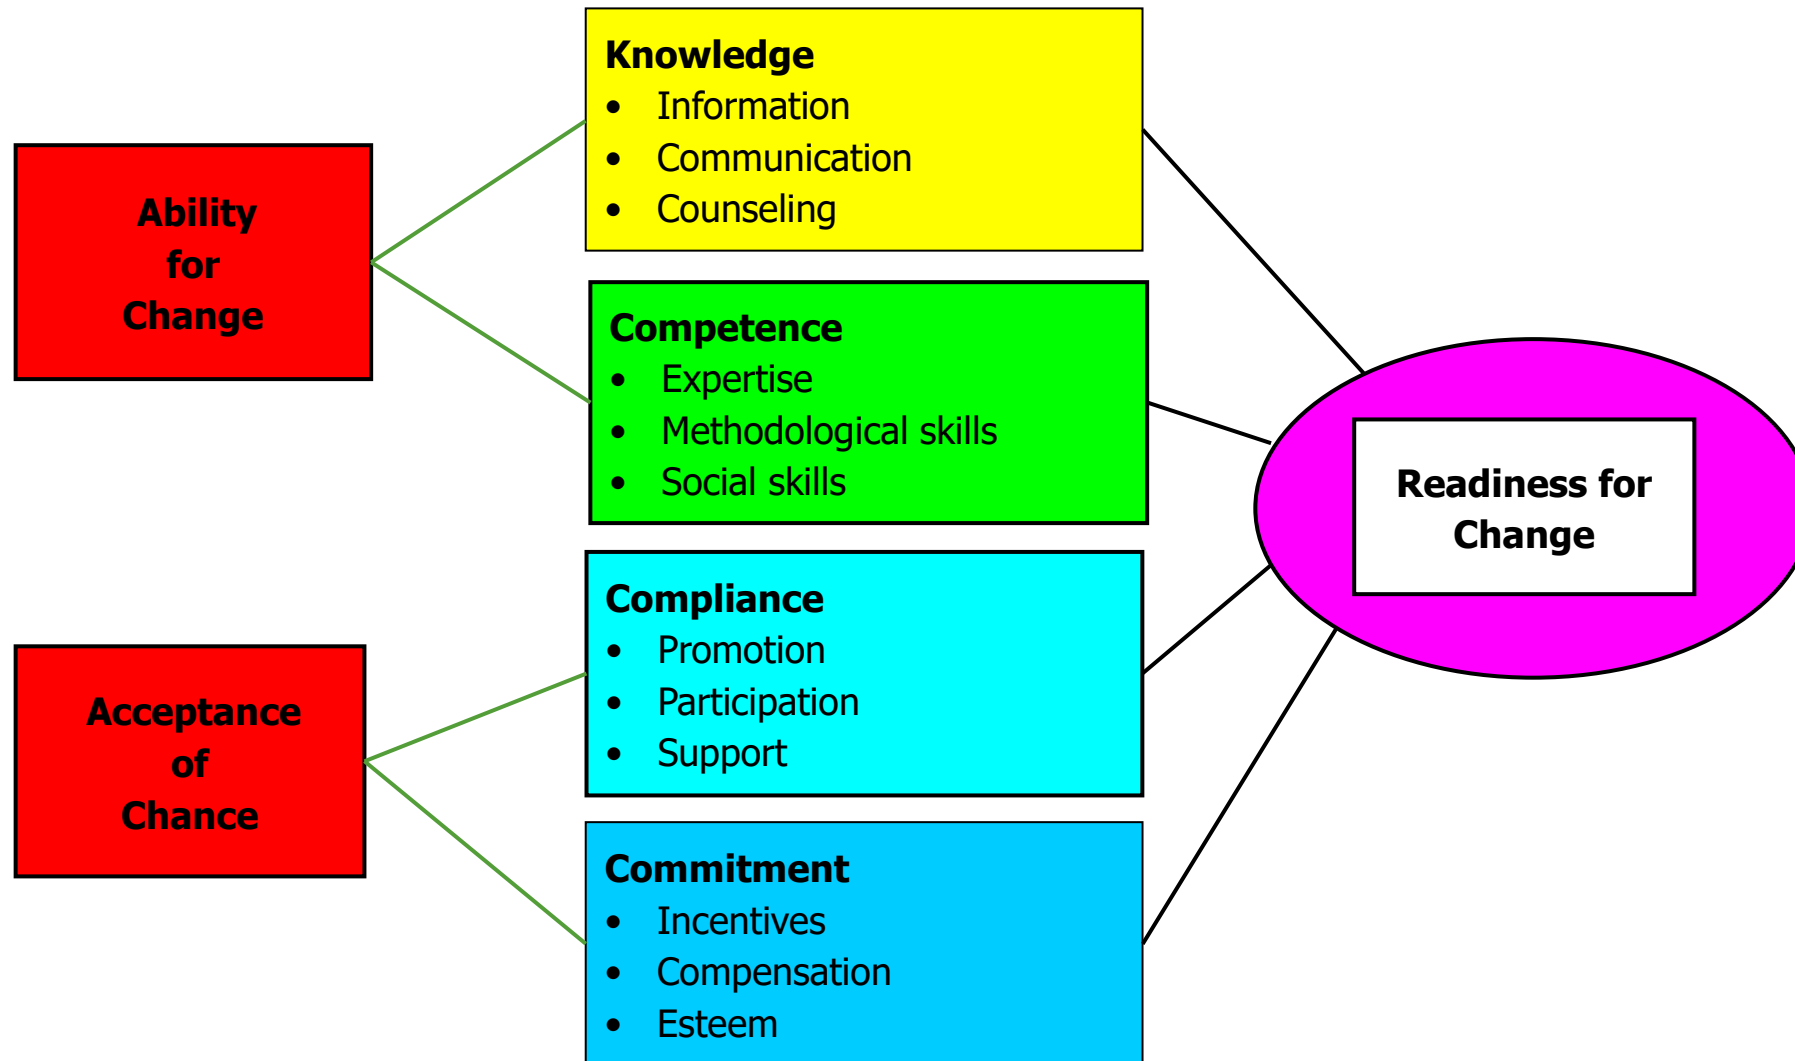 Ability
for
Change
Acceptance
of
Chance
Knowledge
• Information
• Communication
• Counseling
Competence
• Expertise
• Methodological skills
• Social skills
Compliance
• Promotion
• Participation
• Support
Commitment
• Incentives
• Compensation
• Esteem
Readiness for
Change